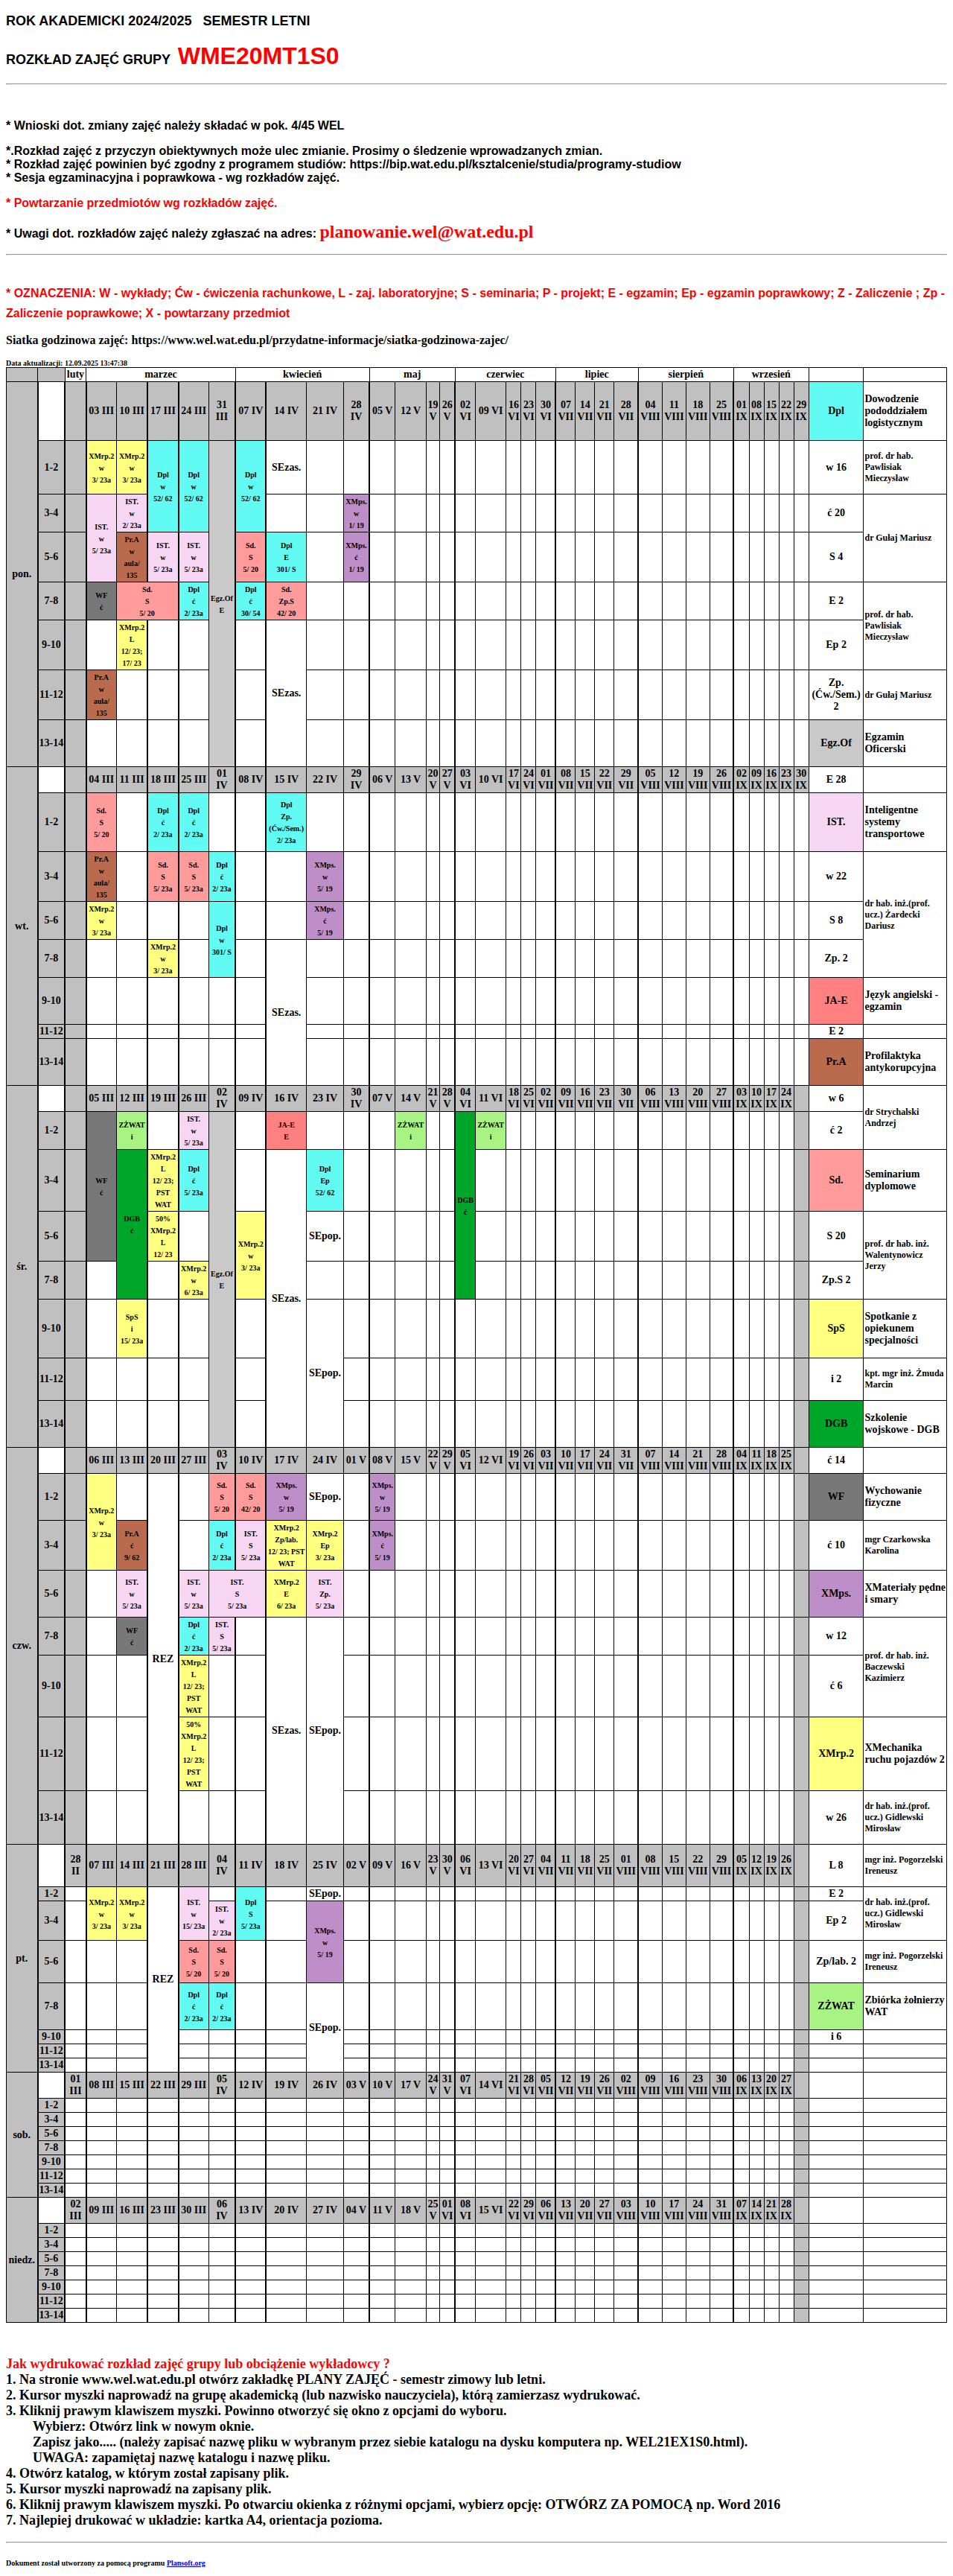 ROK AKADEMICKI 2024/2025 SEMESTR LETNI
ROZKŁAD ZAJĘĆ GRUPY WME20MT1S0
* Wnioski dot. zmiany zajęć należy składać w pok. 4/45 WEL
*.Rozkład zajęć z przyczyn obiektywnych może ulec zmianie. Prosimy o śledzenie wprowadzanych zmian.
* Rozkład zajęć powinien być zgodny z programem studiów: https://bip.wat.edu.pl/ksztalcenie/studia/programy-studiow
* Sesja egzaminacyjna i poprawkowa - wg rozkładów zajęć.
* Powtarzanie przedmiotów wg rozkładów zajęć.
* Uwagi dot. rozkładów zajęć należy zgłaszać na adres: planowanie.wel@wat.edu.pl
* OZNACZENIA: W - wykłady; Ćw - ćwiczenia rachunkowe, L - zaj. laboratoryjne; S - seminaria; P - projekt; E - egzamin; Ep - egzamin poprawkowy; Z - Zaliczenie ; Zp -
Zaliczenie poprawkowe; X - powtarzany przedmiot
Siatka godzinowa zajęć: https://www.wel.wat.edu.pl/przydatne-informacje/siatka-godzinowa-zajec/
Data aktualizacji: 12.09.2025 13:47:38
luty marzec kwiecień maj czerwiec lipiec sierpień wrzesień
pon. 03 III 10 III 17 III 24 III 31 III 07 IV 14 IV 21 IV 28 IV 05 V 12 V 19 V 26 V 02 VI 09 VI 16 VI 23 VI 30 VI 07 VII 14 VII 21 VII 28 VII 04 VIII 11 VIII 18 VIII 25 VIII 01 IX 08 IX 15 IX 22 IX 29 IX Dpl Dowodzenie pododdziałem logistycznym
1-2 XMrp.2 w 3/ 23a XMrp.2 w 3/ 23a Dpl w 52/ 62 Dpl w 52/ 62 Egz.Of E Dpl w 52/ 62 SEzas. w 16 prof. dr hab. Pawlisiak Mieczysław
3-4 IST. w 5/ 23a IST. w 2/ 23a XMps. w 1/ 19 ć 20 dr Gułaj Mariusz
5-6 Pr.A w aula/ 135 IST. w 5/ 23a IST. w 5/ 23a Sd. S 5/ 20 Dpl E 301/ S XMps. ć 1/ 19 S 4
7-8 WF ć Sd. S 5/ 20 Dpl ć 2/ 23a Dpl ć 30/ 54 Sd. Zp.S 42/ 20 E 2 prof. dr hab. Pawlisiak Mieczysław
9-10 XMrp.2 L 12/ 23; 17/ 23 SEzas. Ep 2
11-12 Pr.A w aula/ 135 Zp. (Ćw./Sem.) 2 dr Gułaj Mariusz
13-14 Egz.Of Egzamin Oficerski
wt. 04 III 11 III 18 III 25 III 01 IV 08 IV 15 IV 22 IV 29 IV 06 V 13 V 20 V 27 V 03 VI 10 VI 17 VI 24 VI 01 VII 08 VII 15 VII 22 VII 29 VII 05 VIII 12 VIII 19 VIII 26 VIII 02 IX 09 IX 16 IX 23 IX 30 IX E 28
1-2 Sd. S 5/ 20 Dpl ć 2/ 23a Dpl ć 2/ 23a Dpl Zp. (Ćw./Sem.) 2/ 23a IST. Inteligentne systemy transportowe
3-4 Pr.A w aula/ 135 Sd. S 5/ 23a Sd. S 5/ 23a Dpl ć 2/ 23a XMps. w 5/ 19 w 22 dr hab. inż.(prof. ucz.) Żardecki Dariusz
5-6 XMrp.2 w 3/ 23a Dpl w 301/ S XMps. ć 5/ 19 S 8
7-8 XMrp.2 w 3/ 23a SEzas. Zp. 2
9-10 JA-E Język angielski - egzamin
11-12 E 2
13-14 Pr.A Profilaktyka antykorupcyjna
śr. 05 III 12 III 19 III 26 III 02 IV 09 IV 16 IV 23 IV 30 IV 07 V 14 V 21 V 28 V 04 VI 11 VI 18 VI 25 VI 02 VII 09 VII 16 VII 23 VII 30 VII 06 VIII 13 VIII 20 VIII 27 VIII 03 IX 10 IX 17 IX 24 IX w 6 dr Strychalski Andrzej
1-2 WF ć ZŻWAT i IST. w 5/ 23a Egz.Of E JA-E E ZŻWAT i DGB ć ZŻWAT i ć 2
3-4 DGB ć XMrp.2 L 12/ 23; PST WAT Dpl ć 5/ 23a SEzas. Dpl Ep 52/ 62 Sd. Seminarium dyplomowe
5-6 50% XMrp.2 L 12/ 23 XMrp.2 w 3/ 23a SEpop. S 20 prof. dr hab. inż. Walentynowicz Jerzy
7-8 XMrp.2 w 6/ 23a Zp.S 2
9-10 SpS i 15/ 23a SEpop. SpS Spotkanie z opiekunem specjalności
11-12 i 2 kpt. mgr inż. Żmuda Marcin
13-14 DGB Szkolenie wojskowe - DGB
czw. 06 III 13 III 20 III 27 III 03 IV 10 IV 17 IV 24 IV 01 V 08 V 15 V 22 V 29 V 05 VI 12 VI 19 VI 26 VI 03 VII 10 VII 17 VII 24 VII 31 VII 07 VIII 14 VIII 21 VIII 28 VIII 04 IX 11 IX 18 IX 25 IX ć 14
1-2 XMrp.2 w 3/ 23a REZ Sd. S 5/ 20 Sd. S 42/ 20 XMps. w 5/ 19 SEpop. XMps. w 5/ 19 WF Wychowanie fizyczne
3-4 Pr.A ć 9/ 62 Dpl ć 2/ 23a IST. S 5/ 23a XMrp.2 Zp/lab. 12/ 23; PST WAT XMrp.2 Ep 3/ 23a XMps. ć 5/ 19 ć 10 mgr Czarkowska Karolina
5-6 IST. w 5/ 23a IST. w 5/ 23a IST. S 5/ 23a XMrp.2 E 6/ 23a IST. Zp. 5/ 23a XMps. XMateriały pędne i smary
7-8 WF ć Dpl ć 2/ 23a IST. S 5/ 23a SEzas. SEpop. w 12 prof. dr hab. inż. Baczewski Kazimierz
9-10 XMrp.2 L 12/ 23; PST WAT ć 6
11-12 50% XMrp.2 L 12/ 23; PST WAT XMrp.2 XMechanika ruchu pojazdów 2
13-14 w 26 dr hab. inż.(prof. ucz.) Gidlewski Mirosław
pt. 28 II 07 III 14 III 21 III 28 III 04 IV 11 IV 18 IV 25 IV 02 V 09 V 16 V 23 V 30 V 06 VI 13 VI 20 VI 27 VI 04 VII 11 VII 18 VII 25 VII 01 VIII 08 VIII 15 VIII 22 VIII 29 VIII 05 IX 12 IX 19 IX 26 IX L 8 mgr inż. Pogorzelski Ireneusz
1-2 XMrp.2 w 3/ 23a XMrp.2 w 3/ 23a REZ IST. w 15/ 23a Dpl S 5/ 23a SEpop. E 2 dr hab. inż.(prof. ucz.) Gidlewski Mirosław
3-4 IST. w 2/ 23a XMps. w 5/ 19 Ep 2
5-6 Sd. S 5/ 20 Sd. S 5/ 20 Zp/lab. 2 mgr inż. Pogorzelski Ireneusz
7-8 Dpl ć 2/ 23a Dpl ć 2/ 23a SEpop. ZŻWAT Zbiórka żołnierzy WAT
9-10 i 6
11-12
13-14
sob. 01 III 08 III 15 III 22 III 29 III 05 IV 12 IV 19 IV 26 IV 03 V 10 V 17 V 24 V 31 V 07 VI 14 VI 21 VI 28 VI 05 VII 12 VII 19 VII 26 VII 02 VIII 09 VIII 16 VIII 23 VIII 30 VIII 06 IX 13 IX 20 IX 27 IX
1-2
3-4
5-6
7-8
9-10
11-12
13-14
niedz. 02 III 09 III 16 III 23 III 30 III 06 IV 13 IV 20 IV 27 IV 04 V 11 V 18 V 25 V 01 VI 08 VI 15 VI 22 VI 29 VI 06 VII 13 VII 20 VII 27 VII 03 VIII 10 VIII 17 VIII 24 VIII 31 VIII 07 IX 14 IX 21 IX 28 IX
1-2
3-4
5-6
7-8
9-10
11-12
13-14
Jak wydrukować rozkład zajęć grupy lub obciążenie wykładowcy ?
1. Na stronie www.wel.wat.edu.pl otwórz zakładkę PLANY ZAJĘĆ - semestr zimowy lub letni.
2. Kursor myszki naprowadź na grupę akademicką (lub nazwisko nauczyciela), którą zamierzasz wydrukować.
3. Kliknij prawym klawiszem myszki. Powinno otworzyć się okno z opcjami do wyboru.
Wybierz: Otwórz link w nowym oknie.
Zapisz jako..... (należy zapisać nazwę pliku w wybranym przez siebie katalogu na dysku komputera np. WEL21EX1S0.html).
UWAGA: zapamiętaj nazwę katalogu i nazwę pliku.
4. Otwórz katalog, w którym został zapisany plik.
5. Kursor myszki naprowadź na zapisany plik.
6. Kliknij prawym klawiszem myszki. Po otwarciu okienka z różnymi opcjami, wybierz opcję: OTWÓRZ ZA POMOCĄ np. Word 2016
7. Najlepiej drukować w układzie: kartka A4, orientacja pozioma.
Dokument został utworzony za pomocą programu Plansoft.org